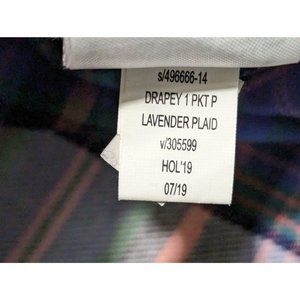 s/496666-14
DRAPEY 1 PKT P
LAVENDER PLAID
v/305599
HOL'19
07/19